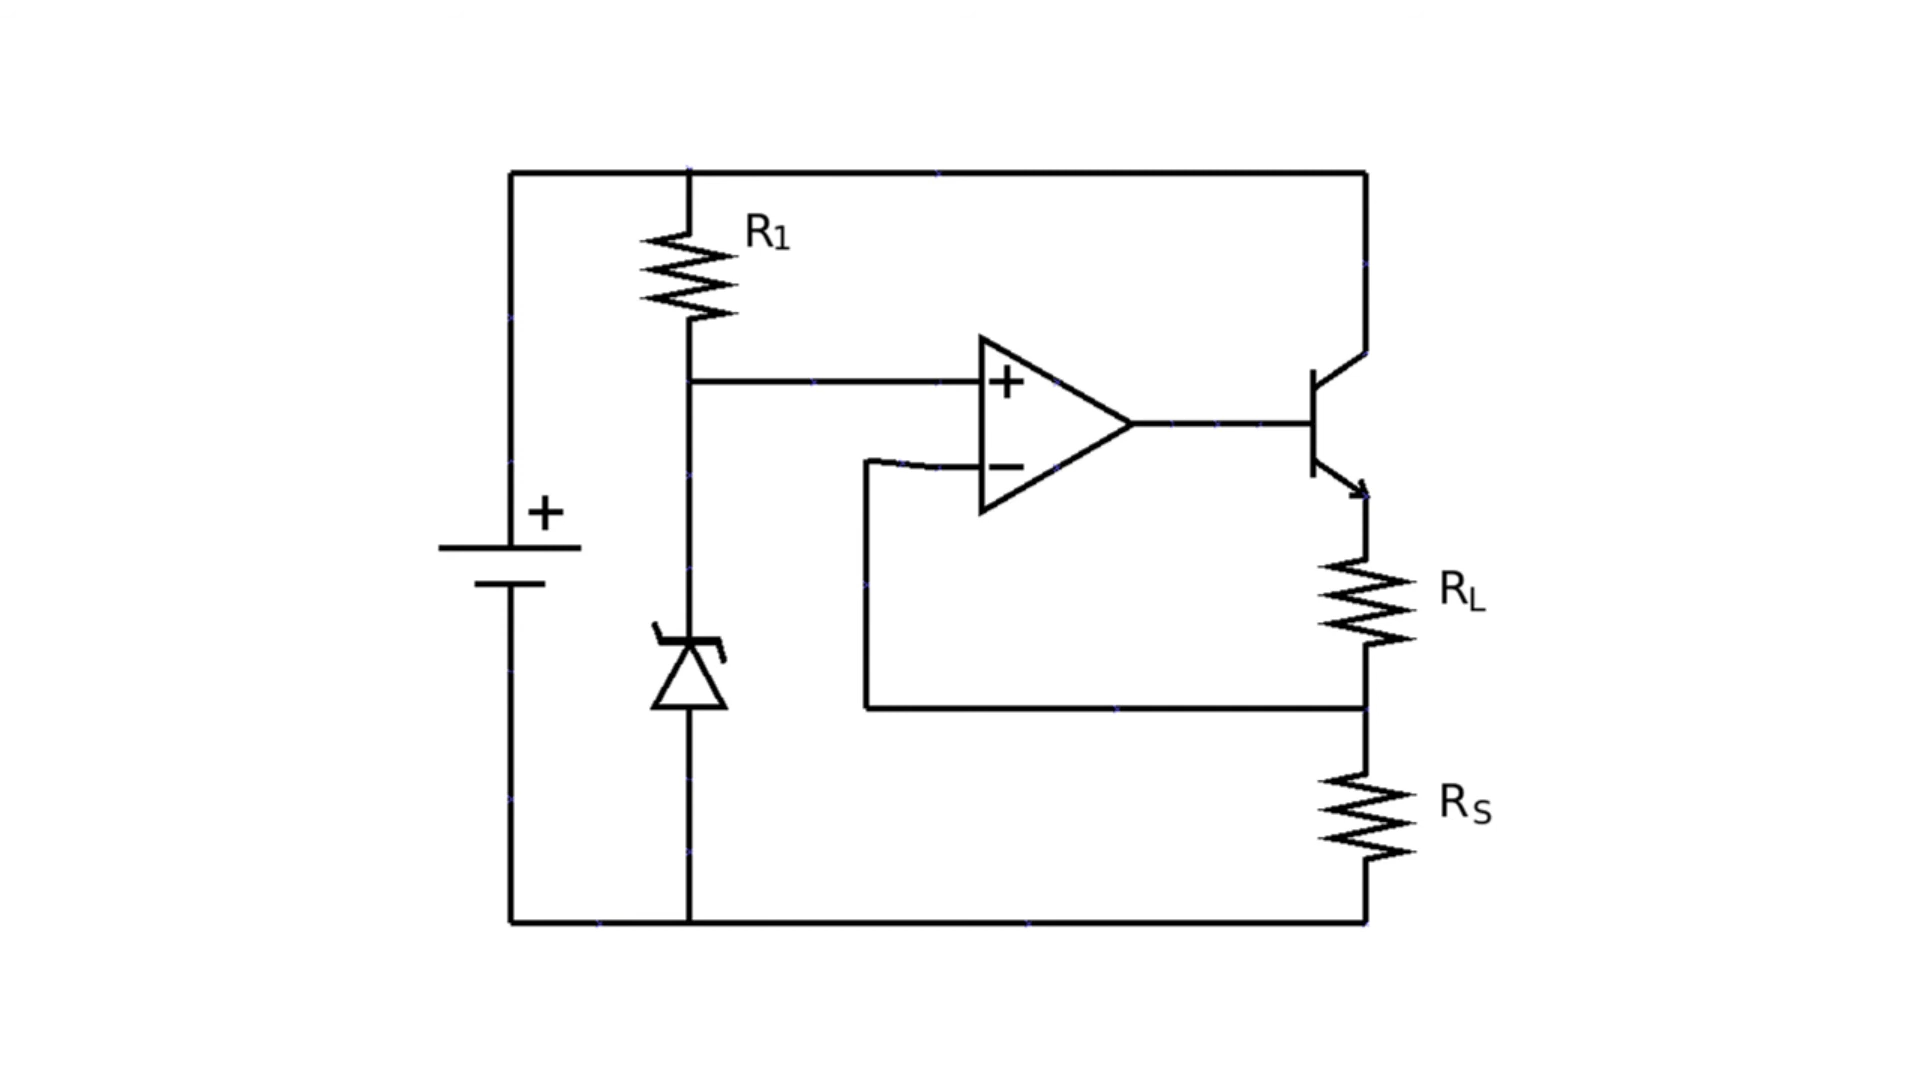 R1
+
−
+
RL
RS